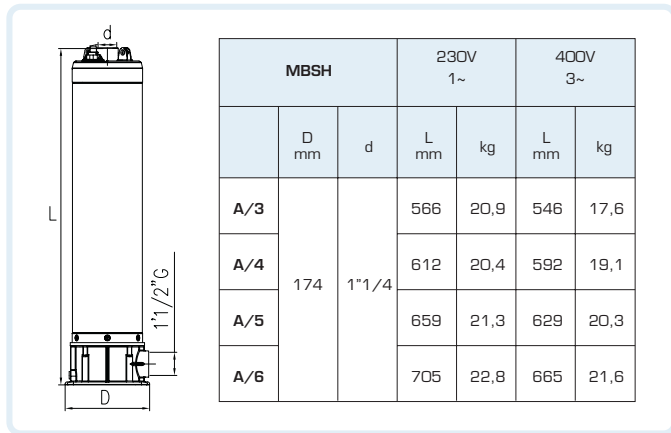 d
L
1'1/2"G
D
MBSH 230V 1~ 400V 3~
D mm d L mm kg L mm kg
A/3 566 20,9 546 17,6
A/4 612 20,4 592 19,1
174 1"1/4
A/5 659 21,3 629 20,3
A/6 705 22,8 665 21,6